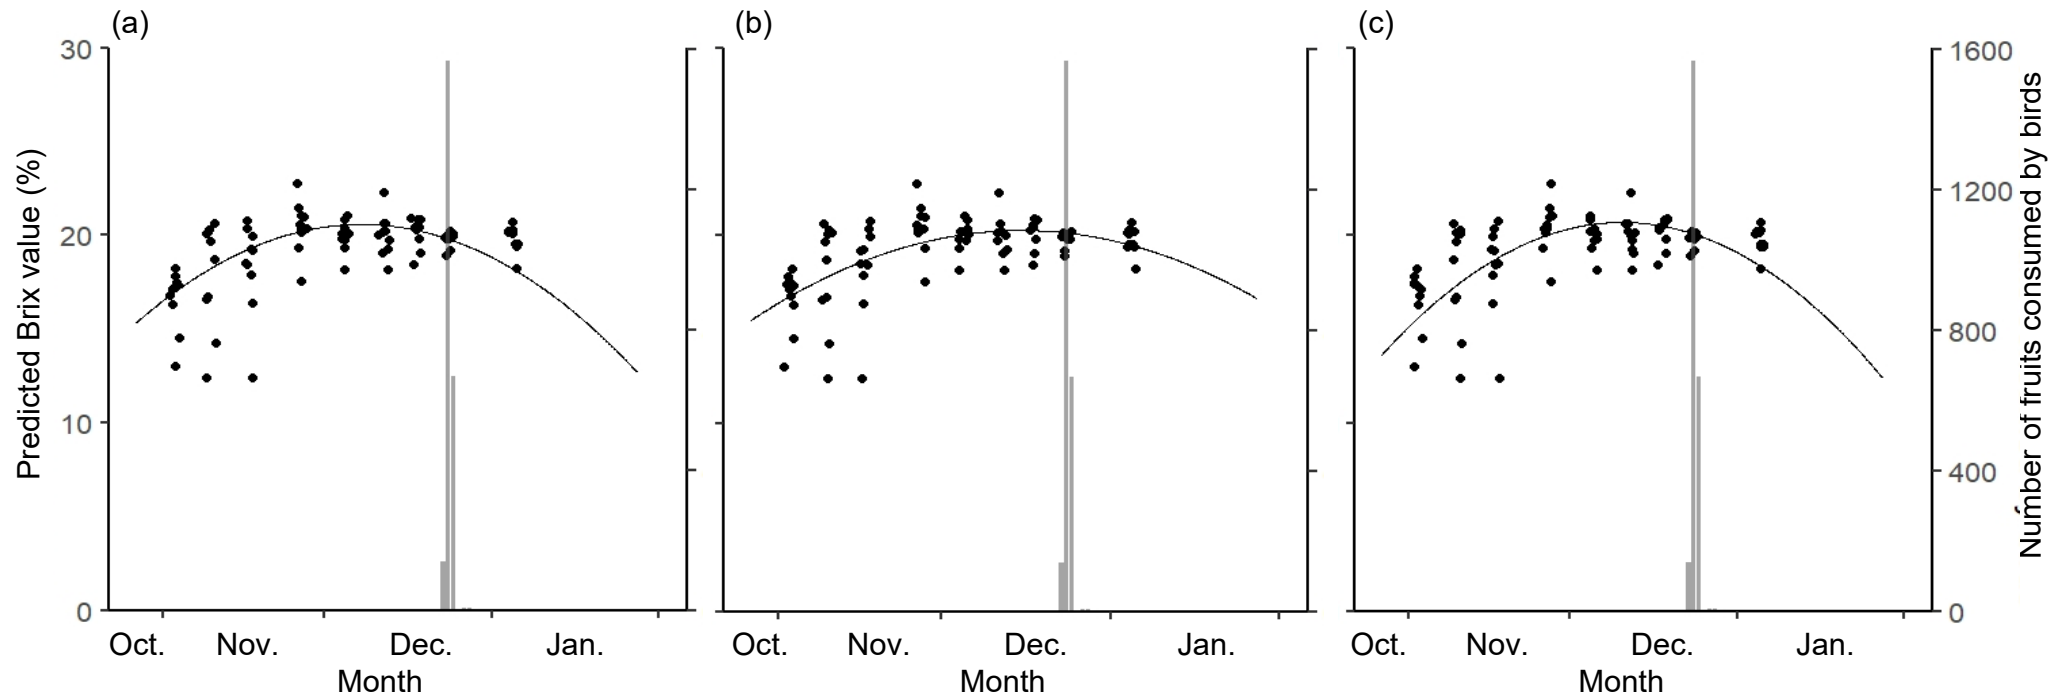 (a)
(b)
(c)
Predicted Brix value (%)
30
20
10
0
1600
1200
800
400
0
Number of fruits consumed by birds
Oct. Nov. Dec. Jan.
Month
Oct. Nov. Dec. Jan.
Month
Oct. Nov. Dec. Jan.
Month